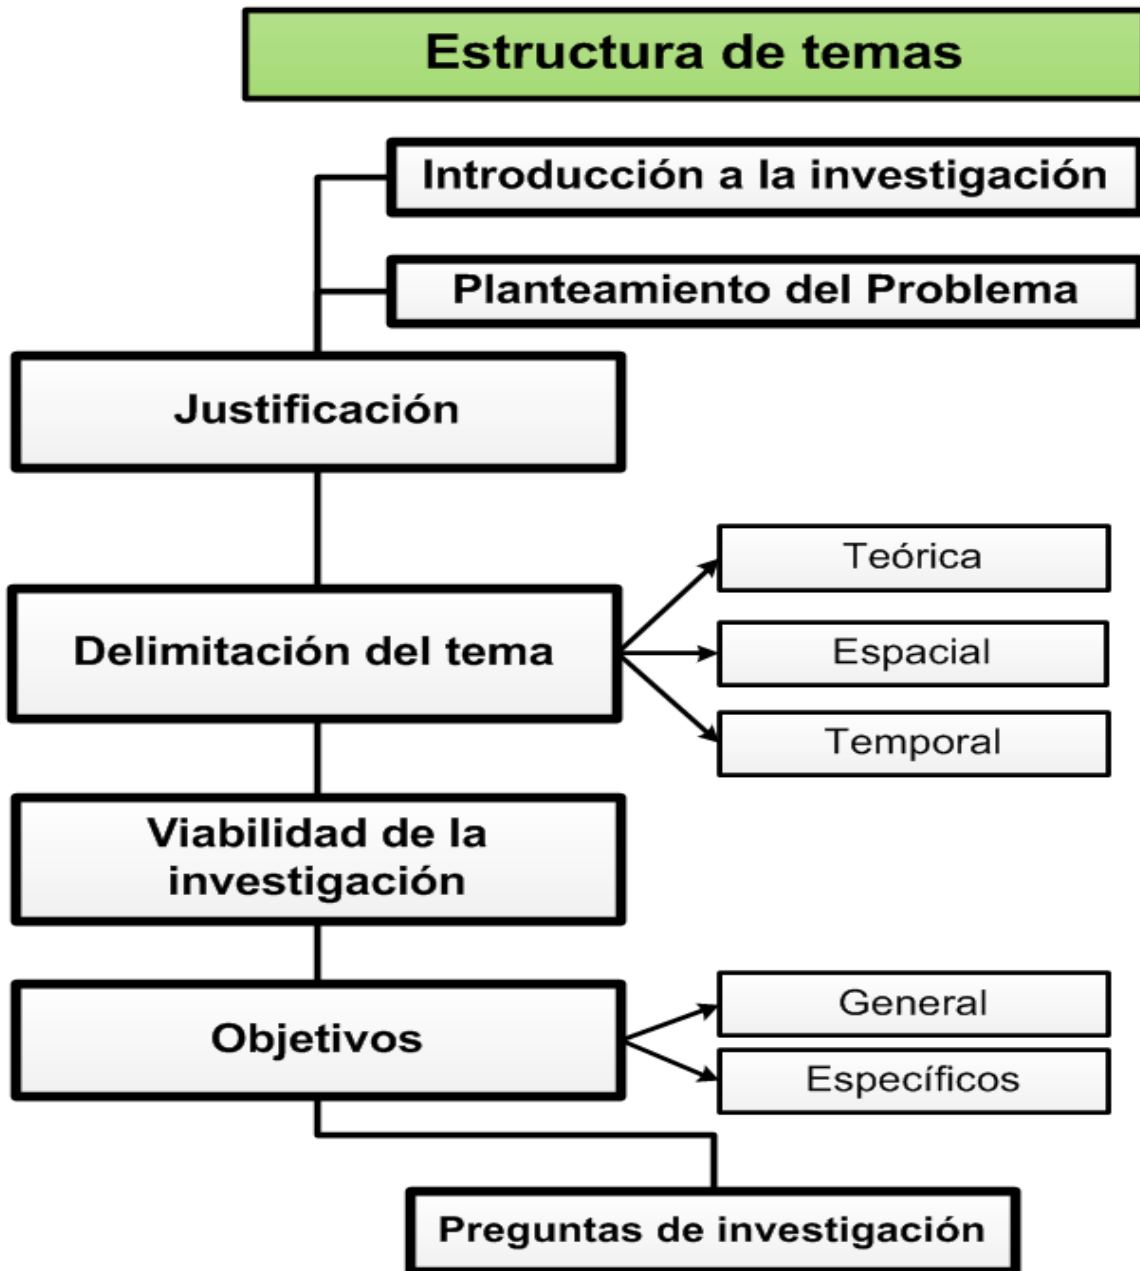 Estructura de temas
Introducción a la investigación
Planteamiento del Problema
Justificación
Delimitación del tema
Teórica
Espacial
Temporal
Viabilidad de la
investigación
Objetivos
General
Específicos
Preguntas de investigación